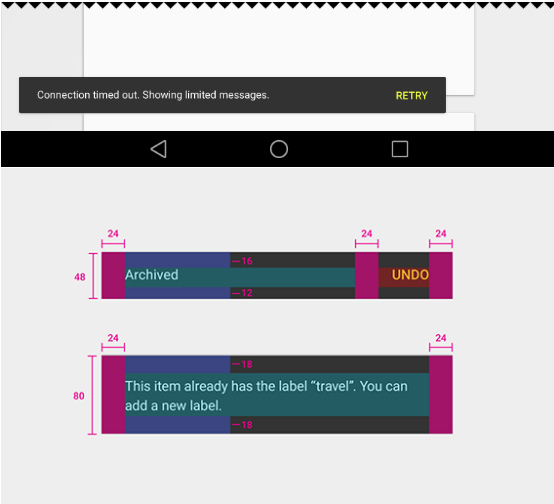 Connection timed out. Showing limited messages. RETRY
24 24 24
16
48 Archived UNDO
12
24 24
18
This item already has the label “travel”. You can
80
add a new label.
18